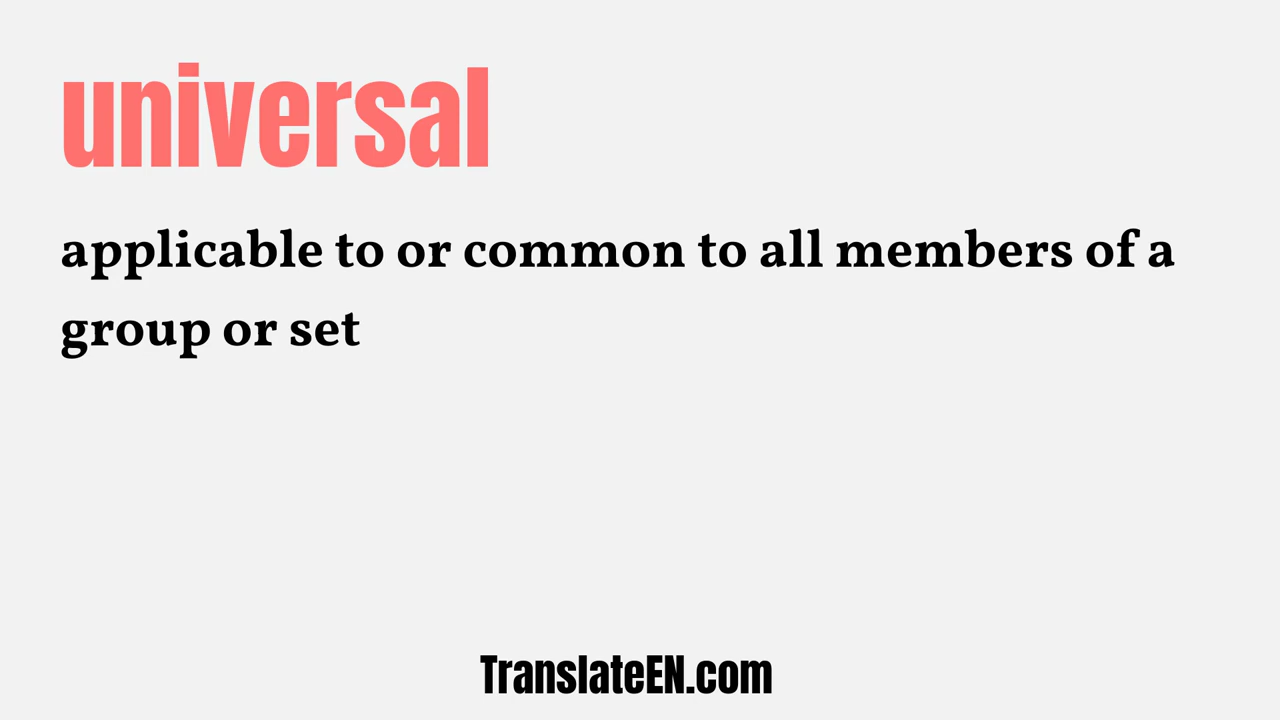 universal
applicable to or common to all members of a
group or set
TranslateEN.com